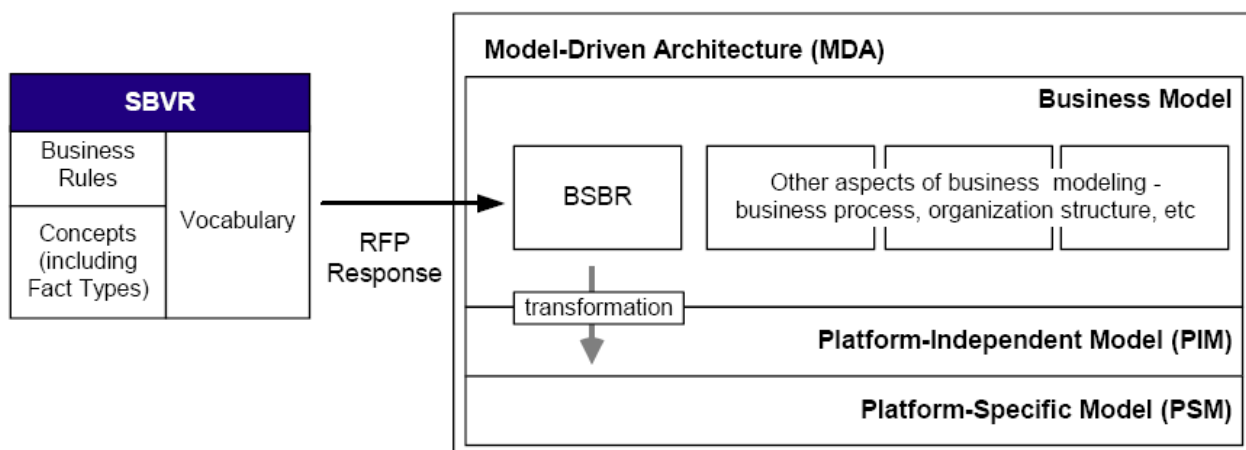 Model-Driven Architecture (MDA)
SBVR
Business
Rules
Vocabulary
Concepts
(including
Fact Types)
RFP
Response
Business Model
BSBR
Other aspects of business modeling -
business process, organization structure, etc
transformation
Platform-Independent Model (PIM)
Platform-Specific Model (PSM)